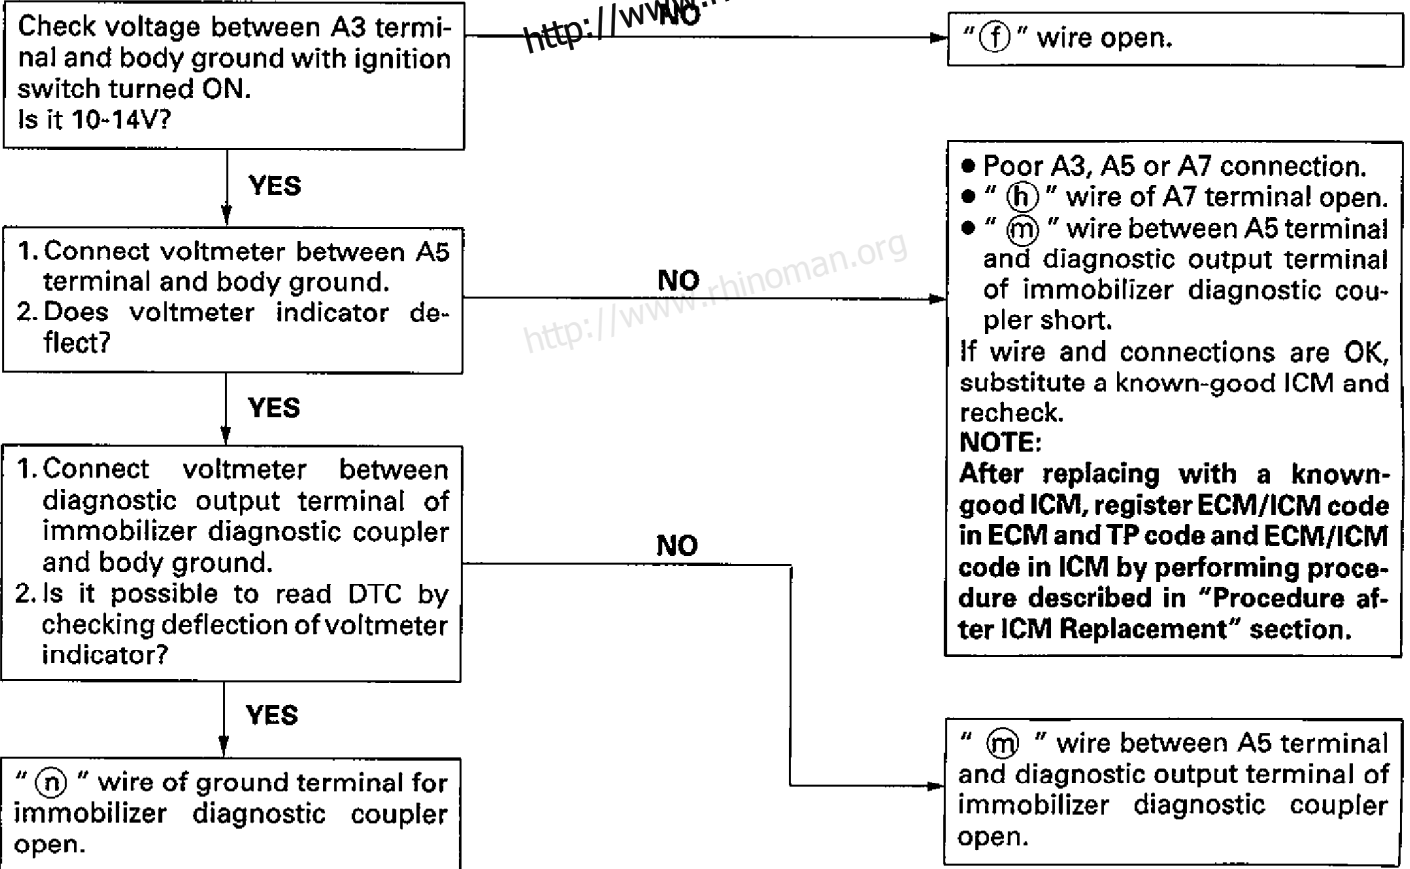 Check voltage between A3 termi-
nal and body ground with ignition
switch turned ON.
Is it 10-14V?
NO
http://www.
"ⓕ" wire open.
YES
1. Connect voltmeter between A5
terminal and body ground.
2. Does voltmeter indicator de-
flect?
NO
http://www.rhinoman.org
● Poor A3, A5 or A7 connection.
● "ⓗ" wire of A7 terminal open.
● "ⓜ" wire between A5 terminal
and diagnostic output terminal
of immobilizer diagnostic cou-
pler short.
If wire and connections are OK,
substitute a known-good ICM and
recheck.
NOTE:
After replacing with a known-
good ICM, register ECM/ICM code
in ECM and TP code and ECM/ICM
code in ICM by performing proce-
dure described in "Procedure af-
ter ICM Replacement" section.
YES
1. Connect voltmeter between
diagnostic output terminal of
immobilizer diagnostic coupler
and body ground.
2. Is it possible to read DTC by
checking deflection of voltmeter
indicator?
NO
"ⓜ" wire between A5 terminal
and diagnostic output terminal of
immobilizer diagnostic coupler
open.
YES
"ⓝ" wire of ground terminal for
immobilizer diagnostic coupler
open.